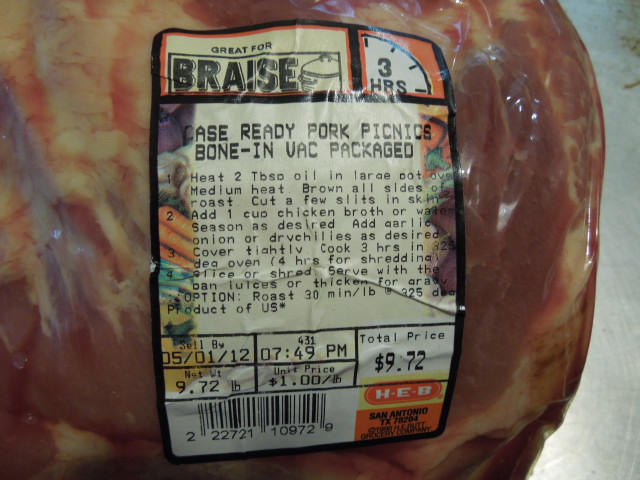 GREAT FOR
BRAISE
3
HRS
CASE READY PORK PICNICS
BONE-IN VAC PACKAGED
1 Heat 2 Tbsp oil in large pot over
Medium heat. Brown all sides of
roast Cut a few slits in skin
2 Add 1 cup chicken broth or water
Season as desired Add garlic
onion or drychilies as desired
3 Cover tightly Cook 3 hrs in 325
deg oven (4 hrs for shredding)
4 Slice or shred Serve with the
pan juices or thicken for gravy
*OPTION: Roast 30 min/lb @ 325 deg
Product of US*
Sell By
431
Total Price
05/01/12 07:49 PM
$9.72
Net Wt
Unit Price
9.72 lb
$1.00/lb
H-E-B
SAN ANTONIO
TX 78204
GROCERY COMPANY
2 22721 10972 9